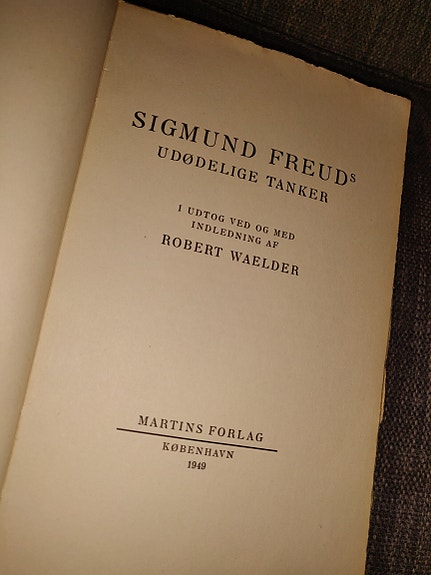 SIGMUND FREUDS
UDØDELIGE TANKER
I UDTOG VED OG MED
INDLEDNING AF
ROBERT WAELDER
MARTINS FORLAG
KØBENHAVN
1949